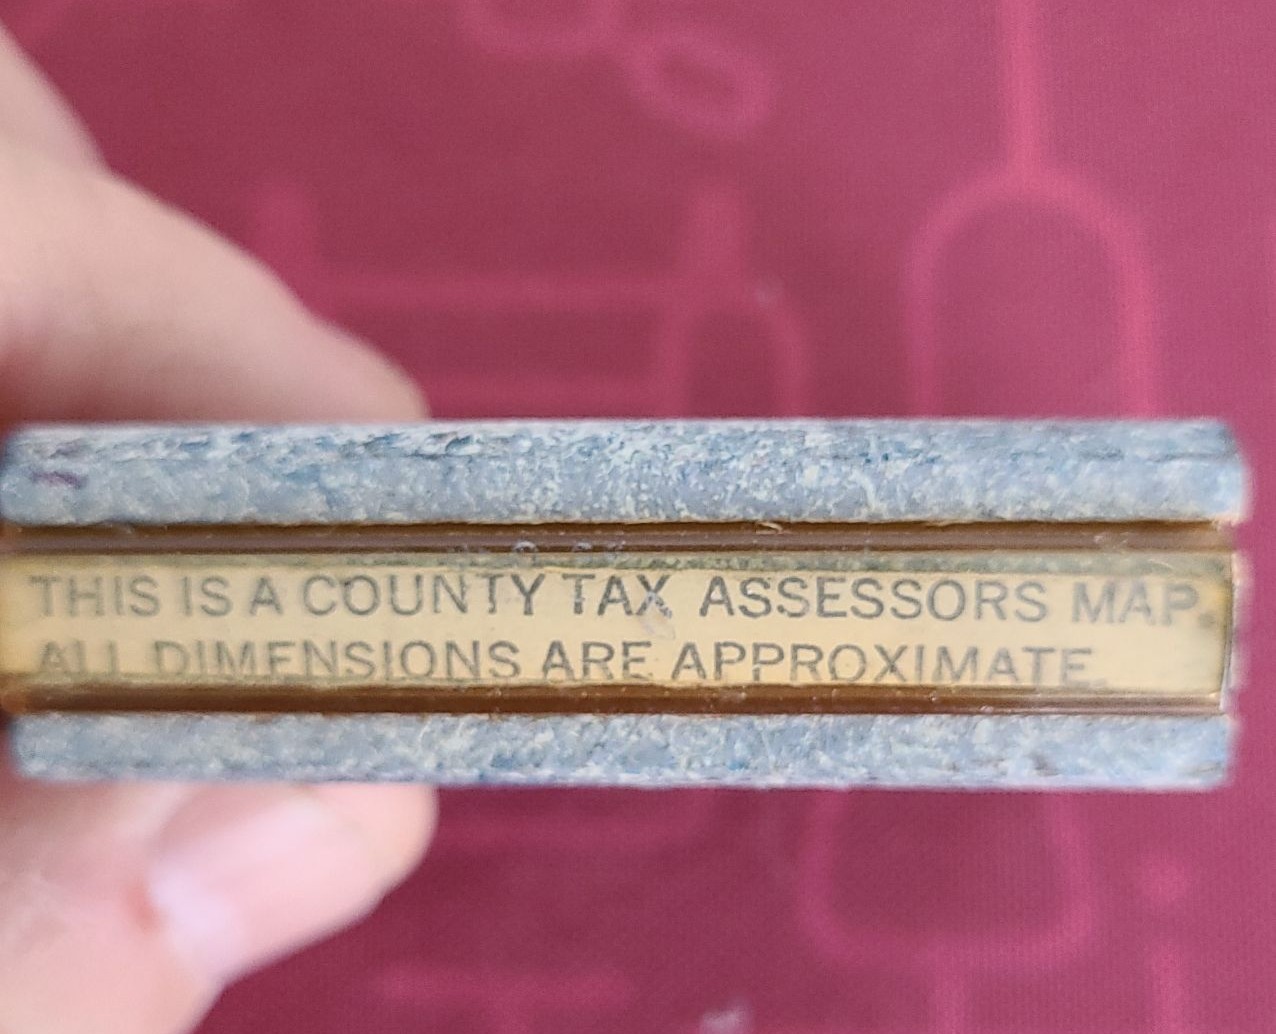 THIS IS A COUNTY TAX ASSESSORS MAP.
ALL DIMENSIONS ARE APPROXIMATE.